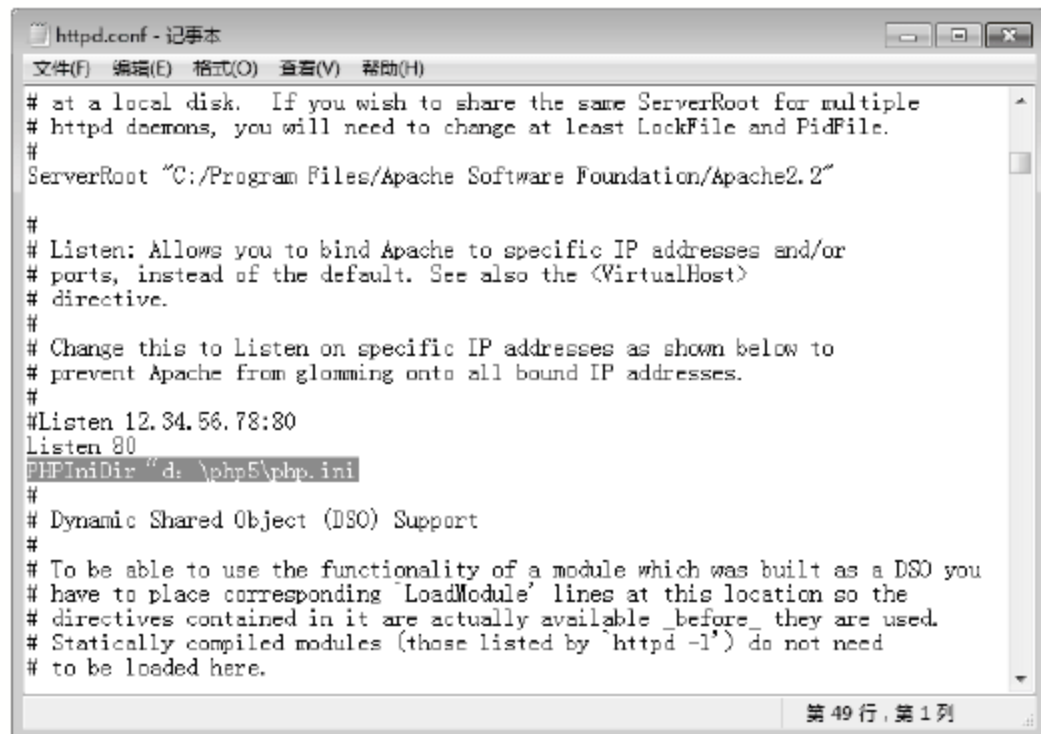 httpd.conf - 记事本
文件(F) 编辑(E) 格式(O) 查看(V) 帮助(H)
# at a local disk.  If you wish to share the same ServerRoot for multiple
# httpd daemons, you will need to change at least LockFile and PidFile.
#
ServerRoot "C:/Program Files/Apache Software Foundation/Apache2.2"
#
# Listen: Allows you to bind Apache to specific IP addresses and/or
# ports, instead of the default. See also the <VirtualHost>
# directive.
#
# Change this to Listen on specific IP addresses as shown below to
# prevent Apache from glomming onto all bound IP addresses.
#
#Listen 12.34.56.78:80
Listen 80
PHPIniDir “d：\php5\php.ini
#
# Dynamic Shared Object (DSO) Support
#
# To be able to use the functionality of a module which was built as a DSO you
# have to place corresponding `LoadModule' lines at this location so the
# directives contained in it are actually available _before_ they are used.
# Statically compiled modules (those listed by `httpd -l') do not need
# to be loaded here.
第 49 行，第 1 列